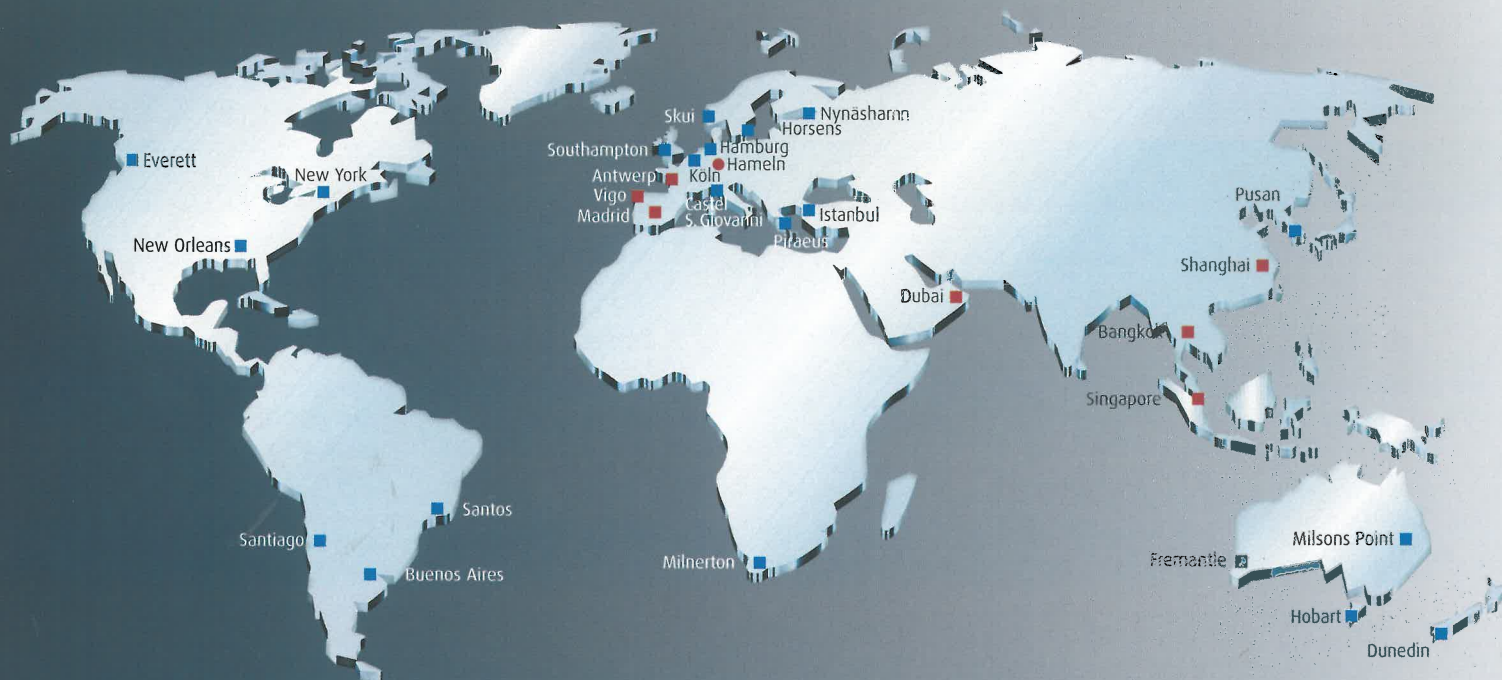 Skui
Nynäshamn
Horsens
Southampton
Hamburg
Hameln
Everett
New York
Antwerp
Köln
Vigo
Castel
S. Giovanni
Madrid
Istanbul
Pusan
New Orleans
Piraeus
Shanghai
Dubai
Bangkok
Singapore
Santos
Santiago
Buenos Aires
Milnerton
Fremantle
Milsons Point
Hobart
Dunedin